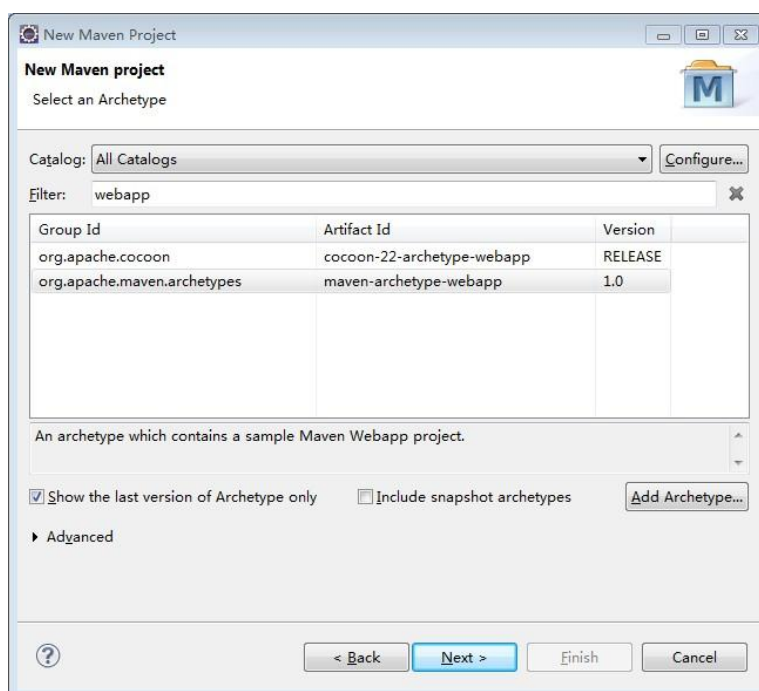 New Maven Project
New Maven project
Select an Archetype
M
Catalog: All Catalogs Configure...
Filter: webapp
Group Id Artifact Id Version
org.apache.cocoon cocoon-22-archetype-webapp RELEASE
org.apache.maven.archetypes maven-archetype-webapp 1.0
An archetype which contains a sample Maven Webapp project.
Show the last version of Archetype only Include snapshot archetypes Add Archetype...
Advanced
? < Back Next > Finish Cancel